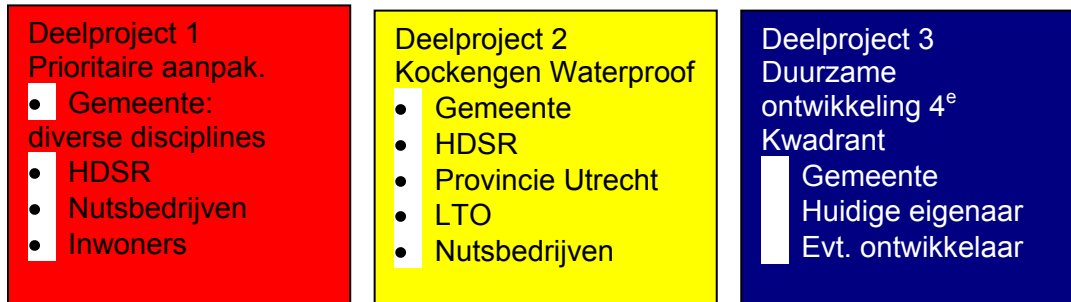 Deelproject 1
Prioritaire aanpak.
• Gemeente:
diverse disciplines
• HDSR
• Nutsbedrijven
• Inwoners
Deelproject 2
Kockengen Waterproof
• Gemeente
• HDSR
• Provincie Utrecht
• LTO
• Nutsbedrijven
Deelproject 3
Duurzame
ontwikkeling 4e
Kwadrant
Gemeente
Huidige eigenaar
Evt. ontwikkelaar